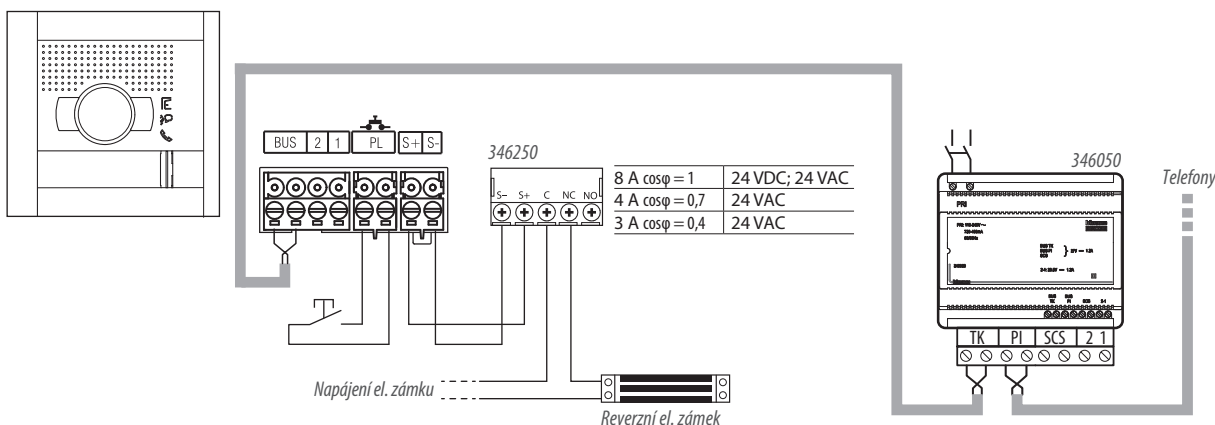 BUS 2 1 PL S+ S-
346250
S– S+ C NC NO
8 A cosφ = 1 24 VDC; 24 VAC
4 A cosφ = 0,7 24 VAC
3 A cosφ = 0,4 24 VAC
346050
PRI
TK PI SCS 2 1
Telefony
Napájení el. zámku
Reverzní el. zámek